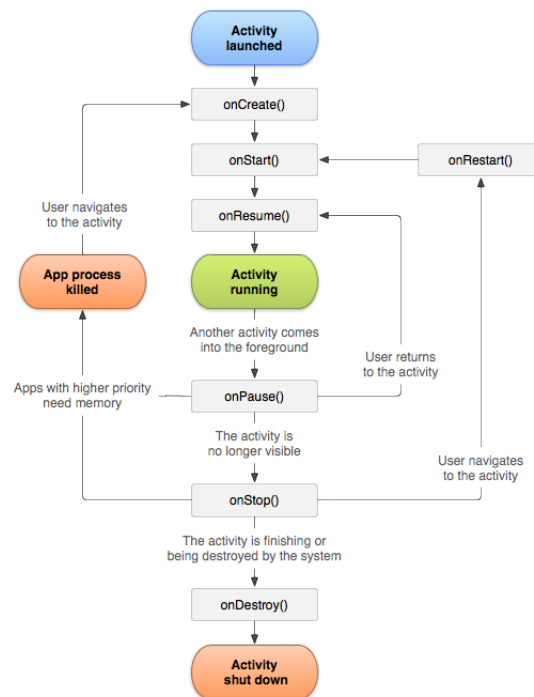 Activity
launched
onCreate()
onStart()
onRestart()
User navigates
to the activity
onResume()
App process
killed
Activity
running
Another activity comes
into the foreground
User returns
to the activity
Apps with higher priority
need memory
onPause()
The activity is
no longer visible
User navigates
to the activity
onStop()
The activity is finishing or
being destroyed by the system
onDestroy()
Activity
shut down